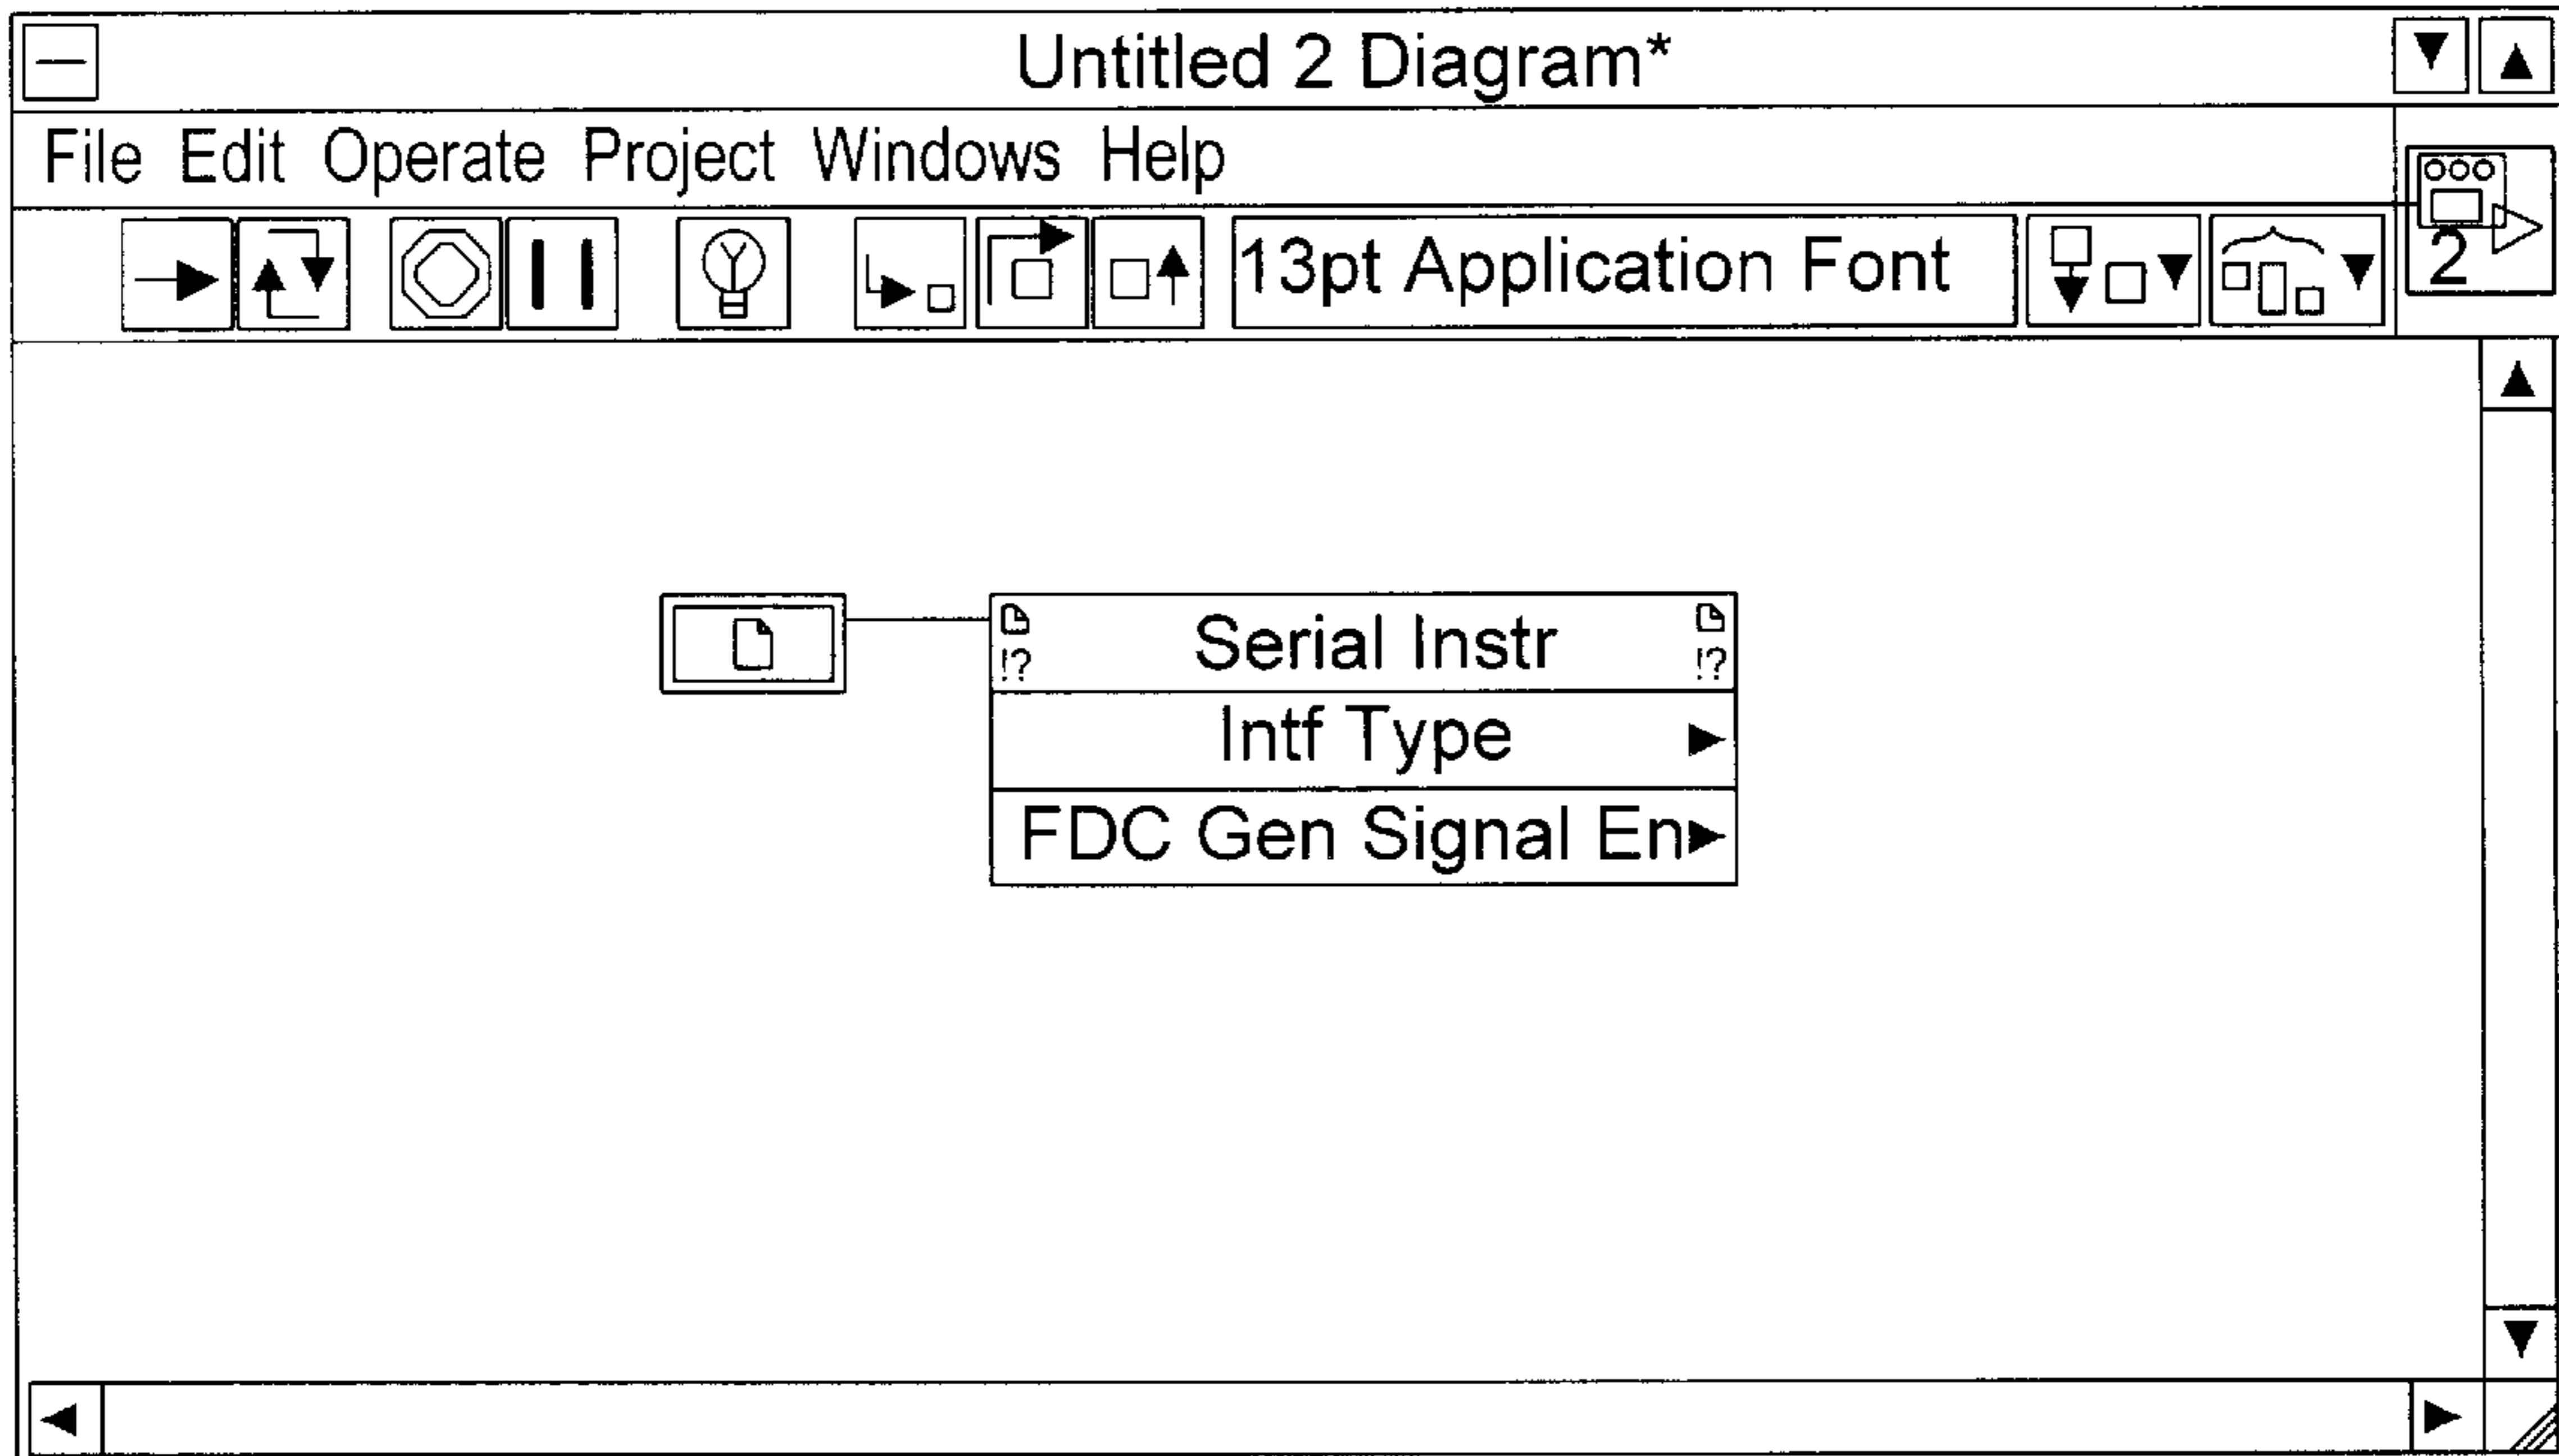 Untitled 2 Diagram*
File Edit Operate Project Windows Help
13pt Application Font
2
Serial Instr
!? !?
Intf Type
FDC Gen Signal En